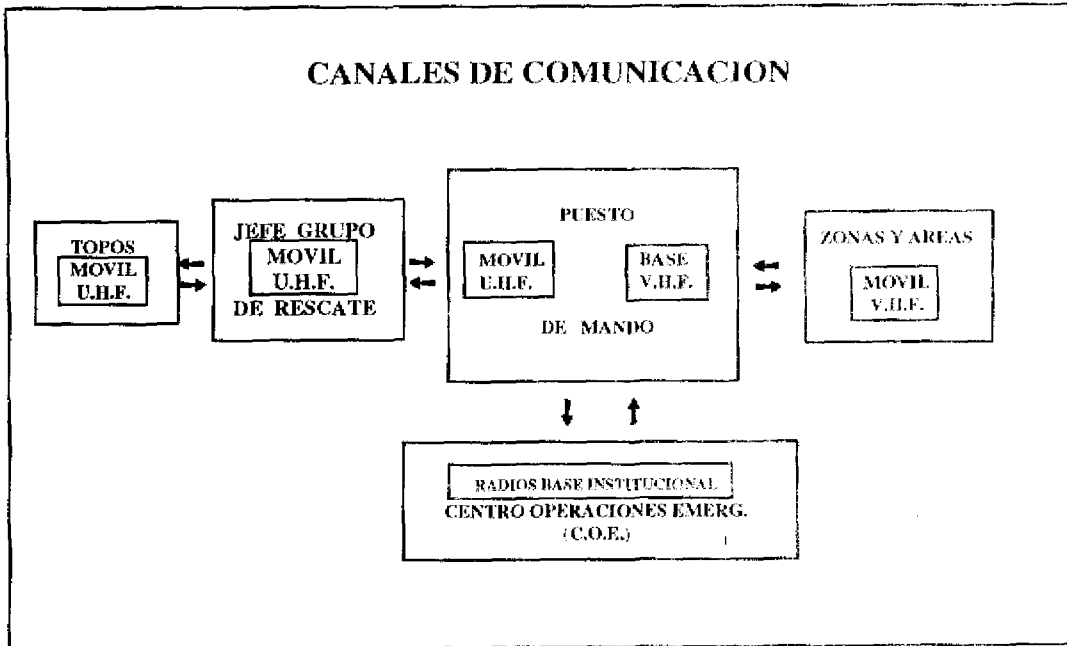 CANALES DE COMUNICACION
TOPOS
MOVIL
U.H.F.
JEFE GRUPO
MOVIL
U.H.F.
DE RESCATE
PUESTO
MOVIL
U.H.F.
BASE
V.H.F.
DE MANDO
ZONAS Y AREAS
MOVIL
V.H.F.
RADIOS BASE INSTITUCIONAL
CENTRO OPERACIONES EMERG.
(C.O.E.)